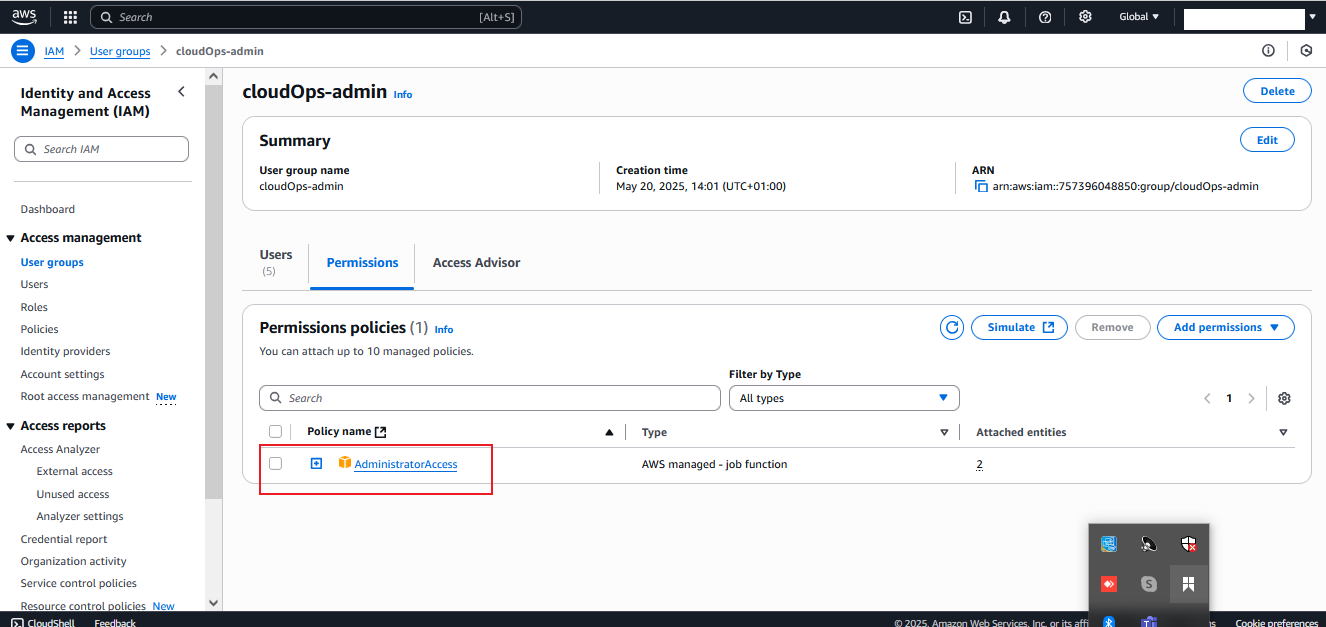 aws
Search [Alt+S] Global
IAM > User groups > cloudOps-admin
Identity and Access
Management (IAM)
Search IAM
Dashboard
Access management
User groups
Users
Roles
Policies
Identity providers
Account settings
Root access management New
Access reports
Access Analyzer
External access
Unused access
Analyzer settings
Credential report
Organization activity
Service control policies
Resource control policies New
cloudOps-admin Info
Delete
Summary
Edit
User group name
cloudOps-admin
Creation time
May 20, 2025, 14:01 (UTC+01:00)
ARN
arn:aws:iam::757396048850:group/cloudOps-admin
Users
(5)
Permissions
Access Advisor
Permissions policies (1) Info
You can attach up to 10 managed policies.
Simulate
Remove
Add permissions
Search
Filter by Type
All types
1
Policy name Type Attached entities
AdministratorAccess AWS managed - job function 2
CloudShell Feedback © 2025, Amazon Web Services, Inc. or its Cookie preferences